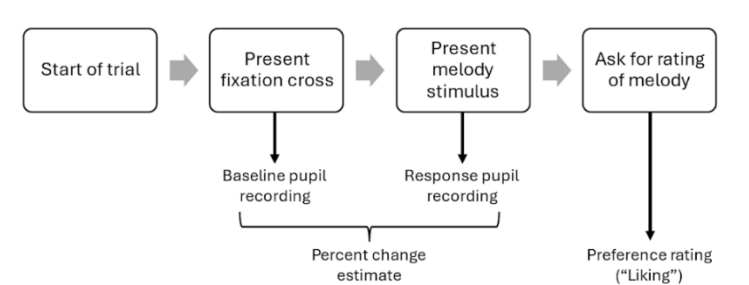 Start of trial
Present
fixation cross
Present
melody
stimulus
Ask for rating
of melody
Baseline pupil
recording
Response pupil
recording
Percent change
estimate
Preference rating
(“Liking”)